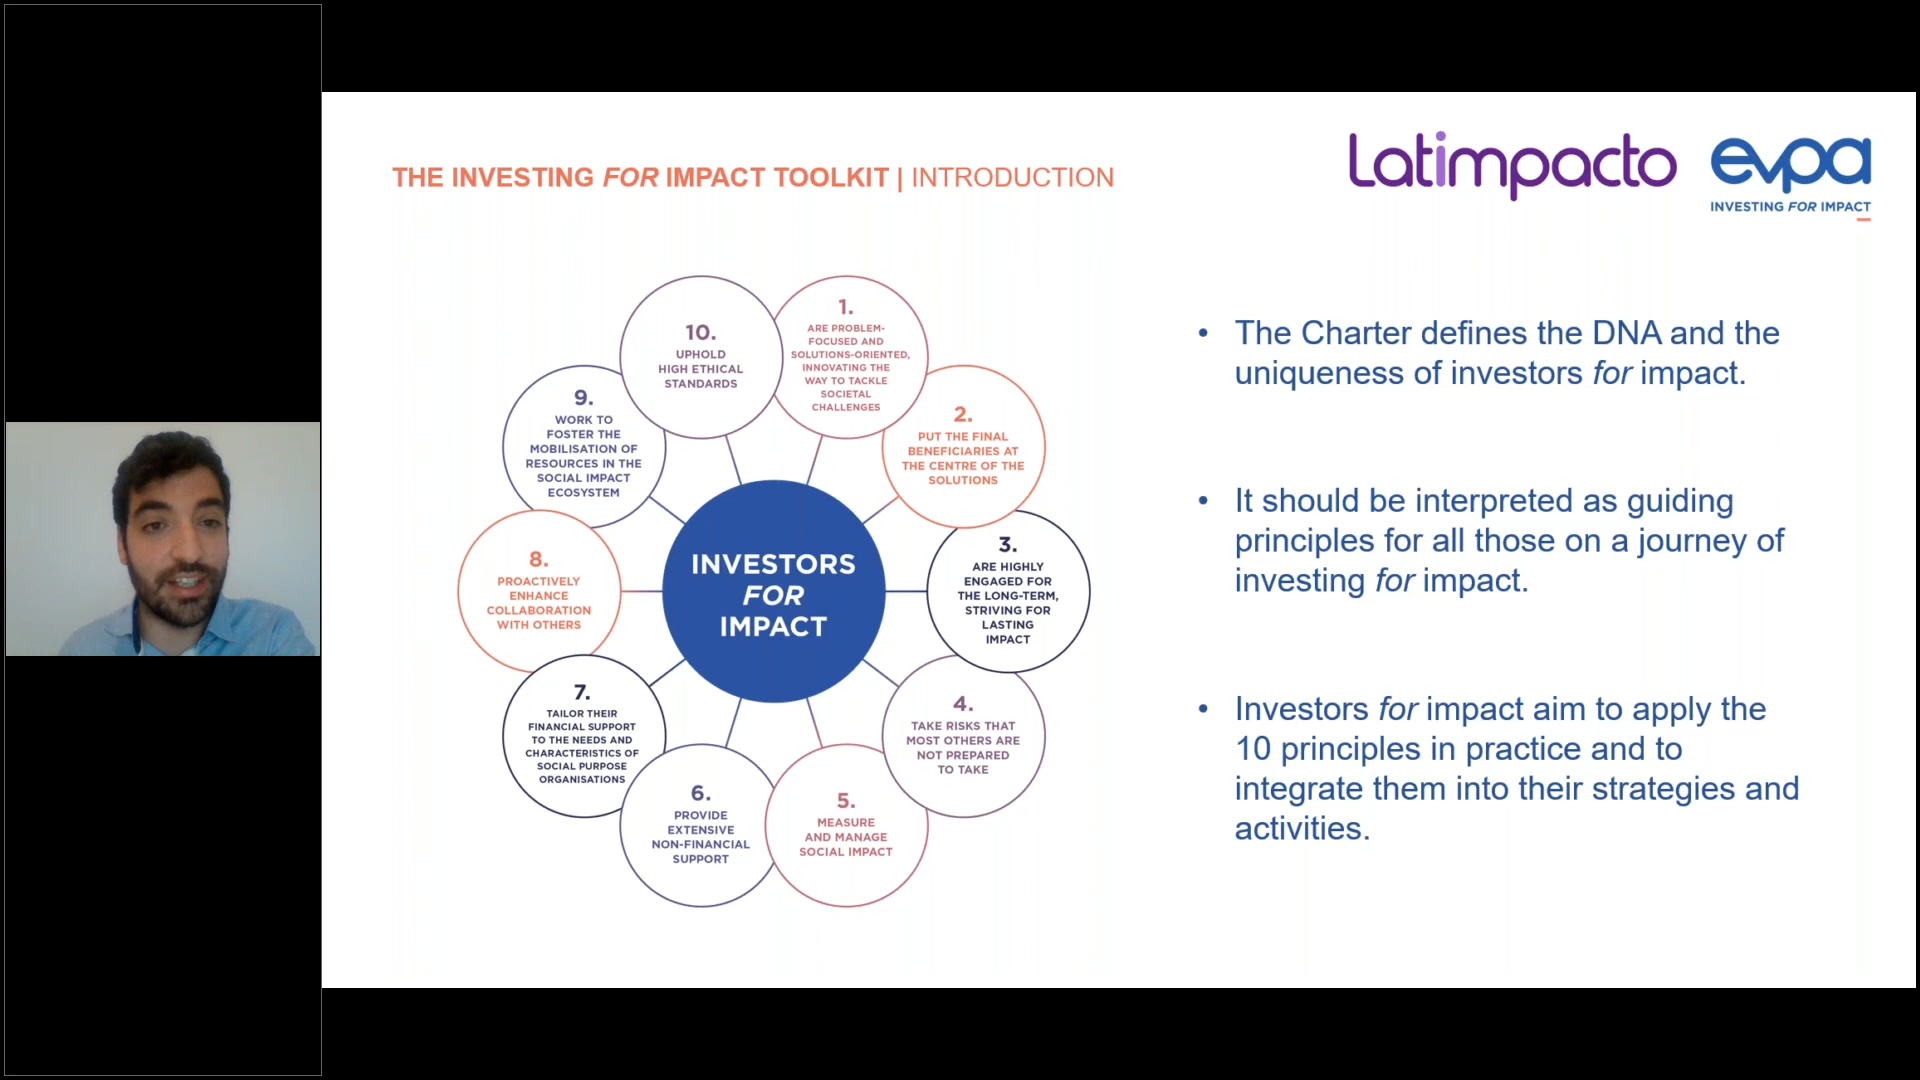 THE INVESTING FOR IMPACT TOOLKIT | INTRODUCTION
Latimpacto
evpa
INVESTING FOR IMPACT
1.
ARE PROBLEM-
FOCUSED AND
SOLUTIONS-ORIENTED,
INNOVATING THE
WAY TO TACKLE
SOCIETAL
CHALLENGES
2.
PUT THE FINAL
BENEFICIARIES AT
THE CENTRE OF THE
SOLUTIONS
3.
ARE HIGHLY
ENGAGED FOR
THE LONG-TERM,
STRIVING FOR
LASTING
IMPACT
4.
TAKE RISKS THAT
MOST OTHERS ARE
NOT PREPARED
TO TAKE
5.
MEASURE
AND MANAGE
SOCIAL IMPACT
6.
PROVIDE
EXTENSIVE
NON-FINANCIAL
SUPPORT
7.
TAILOR THEIR
FINANCIAL SUPPORT
TO THE NEEDS AND
CHARACTERISTICS OF
SOCIAL PURPOSE
ORGANISATIONS
8.
PROACTIVELY
ENHANCE
COLLABORATION
WITH OTHERS
9.
WORK TO
FOSTER THE
MOBILISATION OF
RESOURCES IN THE
SOCIAL IMPACT
ECOSYSTEM
10.
UPHOLD
HIGH ETHICAL
STANDARDS
INVESTORS
FOR
IMPACT
• The Charter defines the DNA and the
uniqueness of investors for impact.
• It should be interpreted as guiding
principles for all those on a journey of
investing for impact.
• Investors for impact aim to apply the
10 principles in practice and to
integrate them into their strategies and
activities.